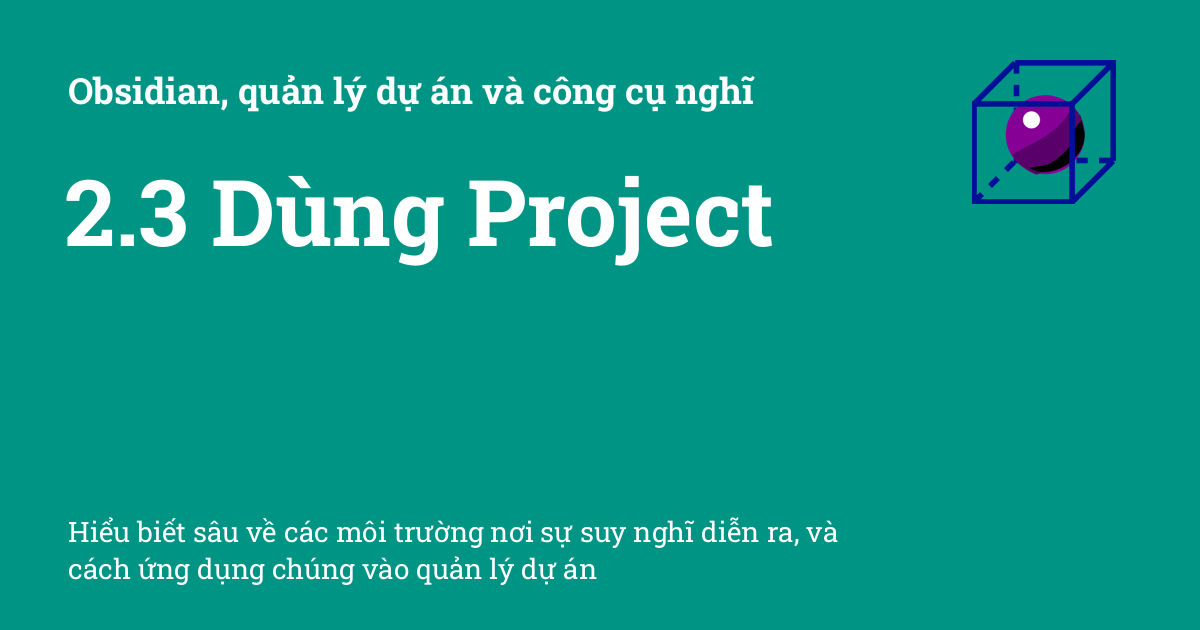 Obsidian, quản lý dự án và công cụ nghĩ
2.3 Dùng Project
Hiểu biết sâu về các môi trường nơi sự suy nghĩ diễn ra, và
cách ứng dụng chúng vào quản lý dự án